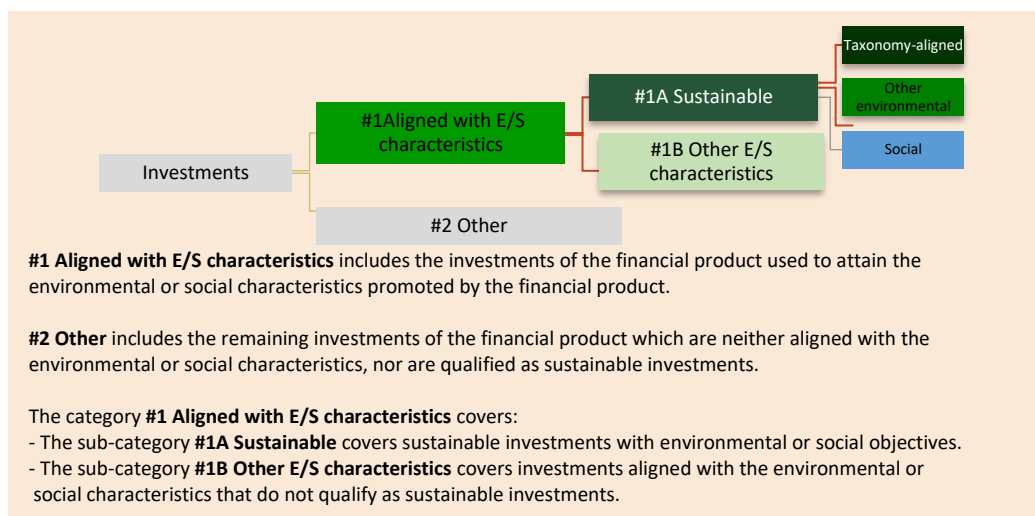 Taxonomy-aligned
#1A Sustainable
Other
environmental
#1Aligned with E/S
characteristics
#1B Other E/S
characteristics
Social
Investments
#2 Other
#1 Aligned with E/S characteristics includes the investments of the financial product used to attain the
environmental or social characteristics promoted by the financial product.
#2 Other includes the remaining investments of the financial product which are neither aligned with the
environmental or social characteristics, nor are qualified as sustainable investments.
The category #1 Aligned with E/S characteristics covers:
- The sub-category #1A Sustainable covers sustainable investments with environmental or social objectives.
- The sub-category #1B Other E/S characteristics covers investments aligned with the environmental or
social characteristics that do not qualify as sustainable investments.